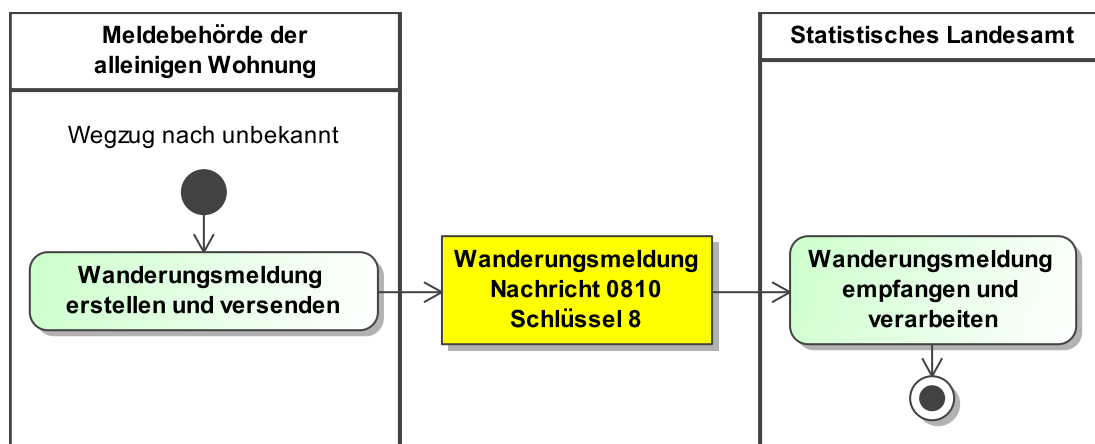 Meldebehörde der
alleinigen Wohnung
Statistisches Landesamt
Wegzug nach unbekannt
Wanderungsmeldung
erstellen und versenden
Wanderungsmeldung
Nachricht 0810
Schlüssel 8
Wanderungsmeldung
empfangen und
verarbeiten